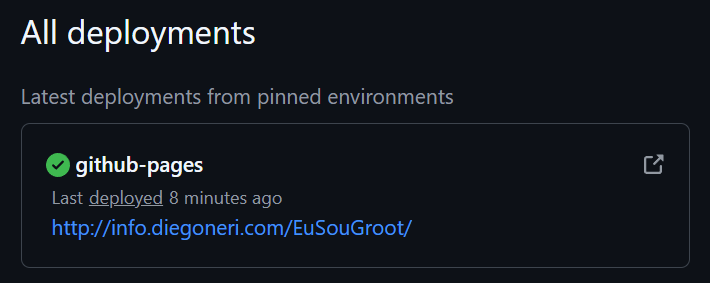 All deployments
Latest deployments from pinned environments
github-pages
Last deployed 8 minutes ago
http://info.diegoneri.com/EuSouGroot/